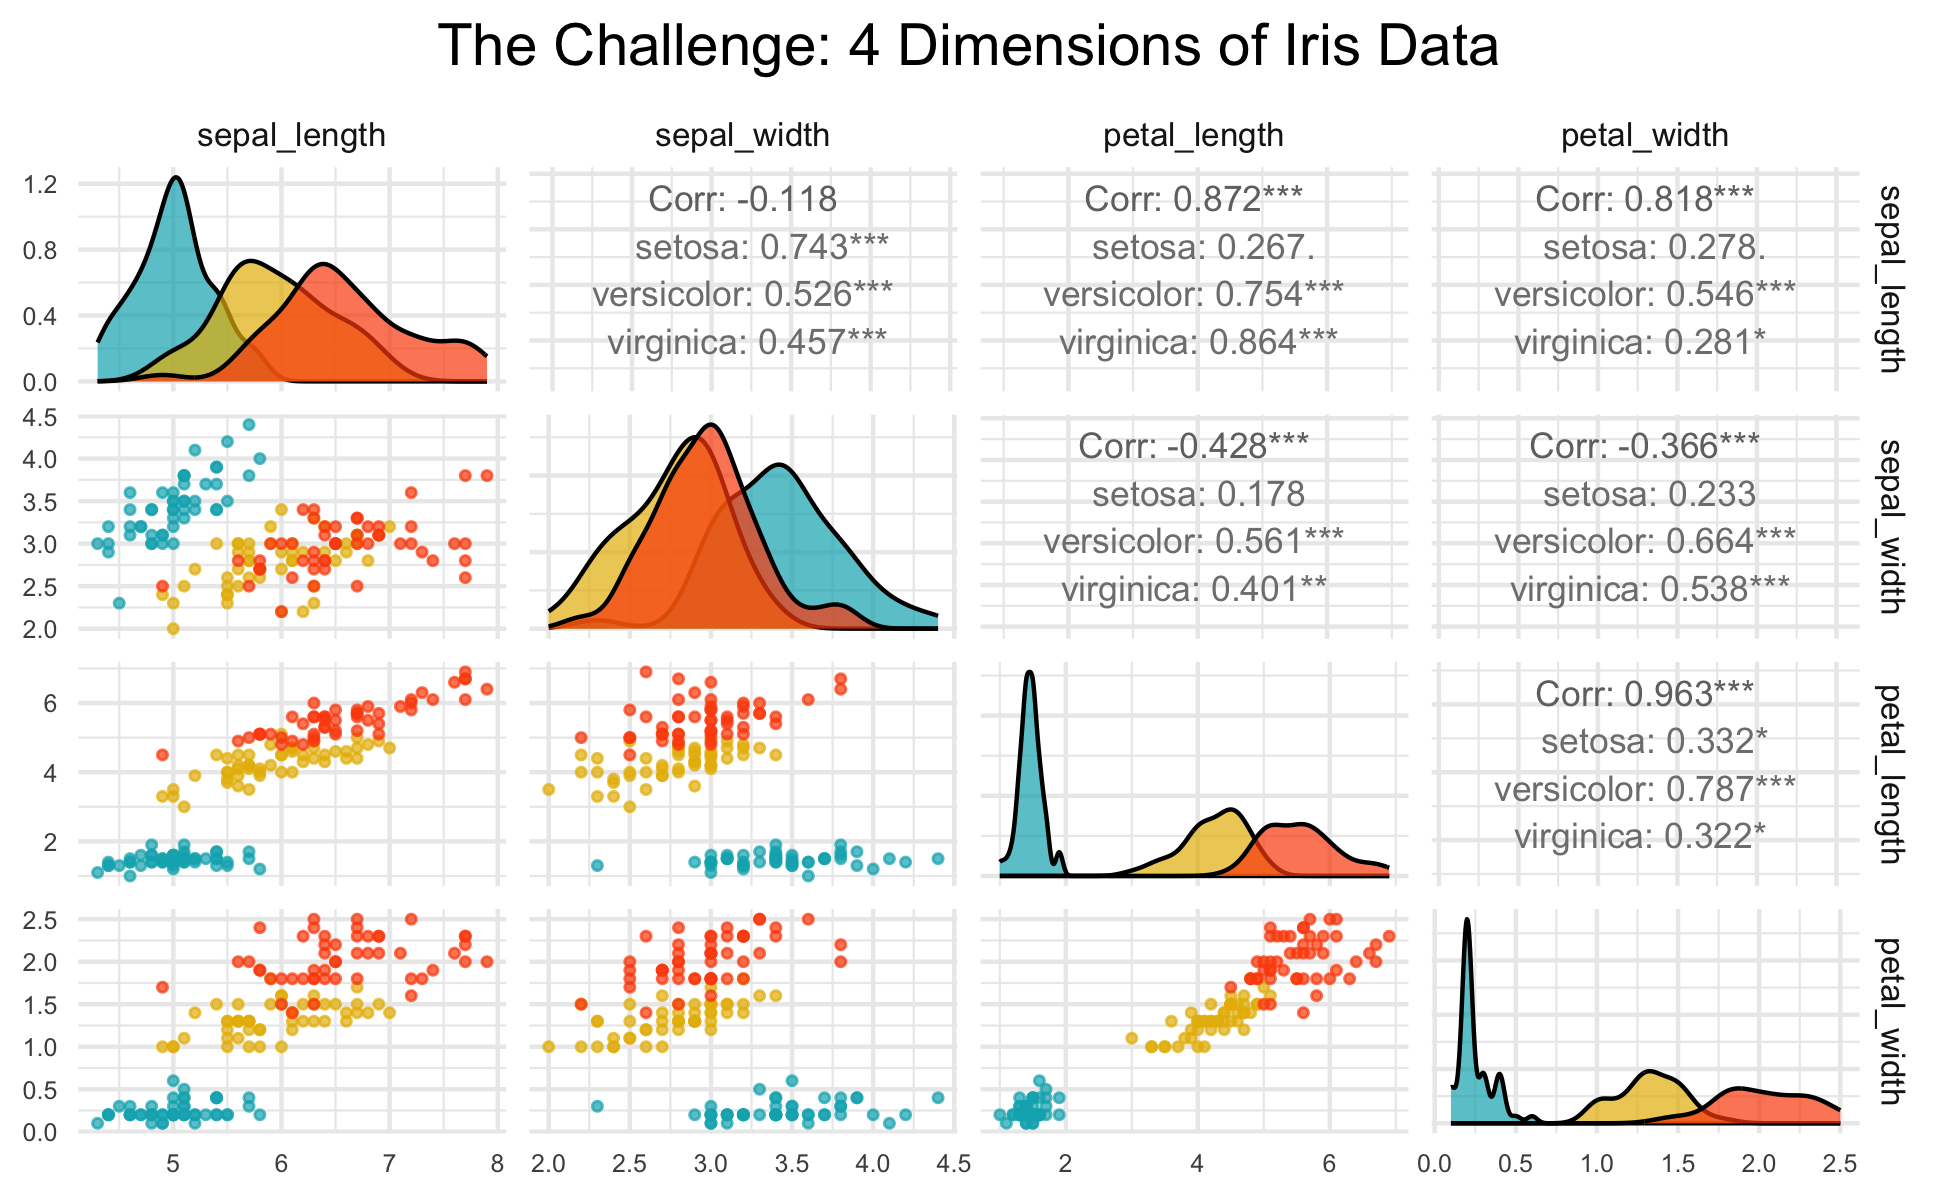 The Challenge: 4 Dimensions of Iris Data
sepal_length
sepal_width
petal_length
petal_width
1.2
0.8
0.4
0.0
Corr: -0.118
setosa: 0.743***
versicolor: 0.526***
virginica: 0.457***
Corr: 0.872***
setosa: 0.267.
versicolor: 0.754***
virginica: 0.864***
Corr: 0.818***
setosa: 0.278.
versicolor: 0.546***
virginica: 0.281*
sepal_length
4.5
4.0
3.5
3.0
2.5
2.0
Corr: -0.428***
setosa: 0.178
versicolor: 0.561***
virginica: 0.401**
Corr: -0.366***
setosa: 0.233
versicolor: 0.664***
virginica: 0.538***
sepal_width
6
4
2
Corr: 0.963***
setosa: 0.332*
versicolor: 0.787***
virginica: 0.322*
petal_length
2.5
2.0
1.5
1.0
0.5
0.0
petal_width
5 6 7 8
2.0 2.5 3.0 3.5 4.0 4.5
2 4 6
0.0 0.5 1.0 1.5 2.0 2.5